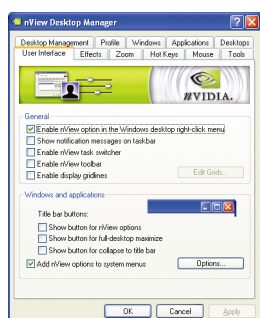 nView Desktop Manager
Desktop Management Profile Windows Applications Desktops
User Interface Effects Zoom Hot Keys Mouse Tools
NVIDIA.
General
Enable nView option in the Windows desktop right-click menu
Show notification messages on taskbar
Enable nView task switcher
Enable nView toolbar
Enable display gridlines
Edit Grids...
Windows and applications
Title bar buttons:
Show button for nView options
Show button for full-desktop maximize
Show button for collapse to title bar
Add nView options to system menus
Options...
OK Cancel Apply